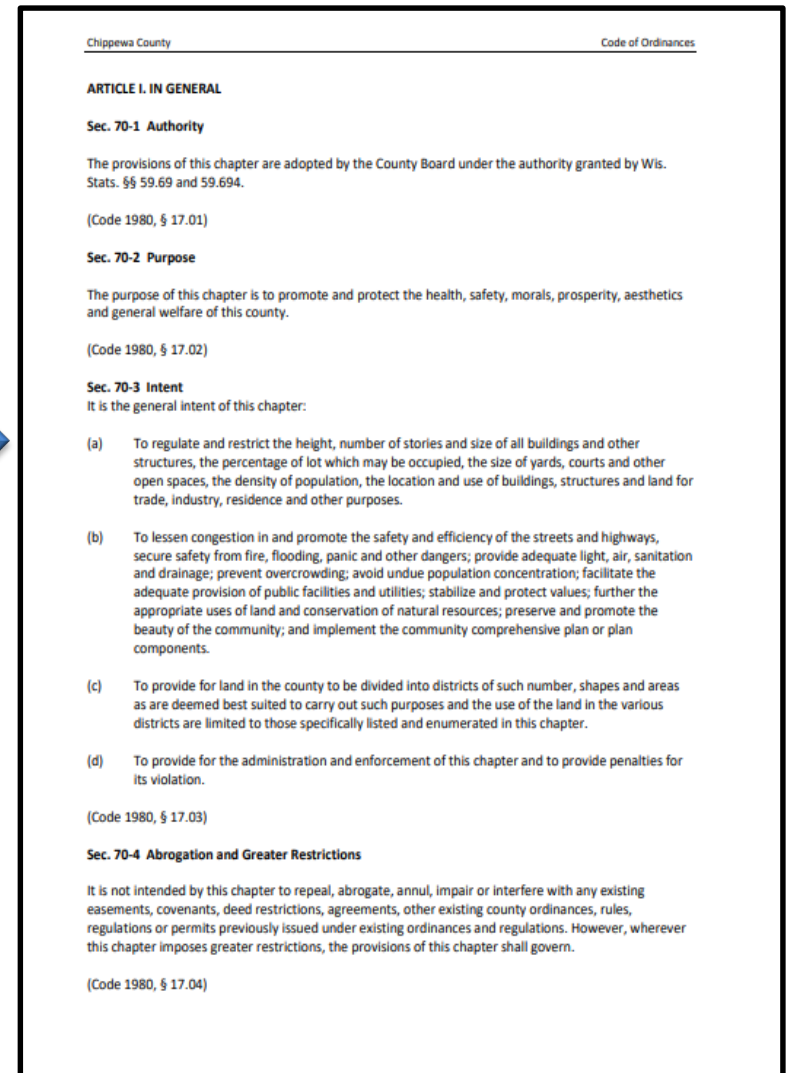 Chippewa County Code of Ordinances
ARTICLE I. IN GENERAL
Sec. 70-1 Authority
The provisions of this chapter are adopted by the County Board under the authority granted by Wis.
Stats. §§ 59.69 and 59.694.
(Code 1980, § 17.01)
Sec. 70-2 Purpose
The purpose of this chapter is to promote and protect the health, safety, morals, prosperity, aesthetics
and general welfare of this county.
(Code 1980, § 17.02)
Sec. 70-3 Intent
It is the general intent of this chapter:
(a) To regulate and restrict the height, number of stories and size of all buildings and other
structures, the percentage of lot which may be occupied, the size of yards, courts and other
open spaces, the density of population, the location and use of buildings, structures and land for
trade, industry, residence and other purposes.
(b) To lessen congestion in and promote the safety and efficiency of the streets and highways,
secure safety from fire, flooding, panic and other dangers; provide adequate light, air, sanitation
and drainage; prevent overcrowding; avoid undue population concentration; facilitate the
adequate provision of public facilities and utilities; stabilize and protect values; further the
appropriate uses of land and conservation of natural resources; preserve and promote the
beauty of the community; and implement the community comprehensive plan or plan
components.
(c) To provide for land in the county to be divided into districts of such number, shapes and areas
as are deemed best suited to carry out such purposes and the use of the land in the various
districts are limited to those specifically listed and enumerated in this chapter.
(d) To provide for the administration and enforcement of this chapter and to provide penalties for
its violation.
(Code 1980, § 17.03)
Sec. 70-4 Abrogation and Greater Restrictions
It is not intended by this chapter to repeal, abrogate, annul, impair or interfere with any existing
easements, covenants, deed restrictions, agreements, other existing county ordinances, rules,
regulations or permits previously issued under existing ordinances and regulations. However, wherever
this chapter imposes greater restrictions, the provisions of this chapter shall govern.
(Code 1980, § 17.04)